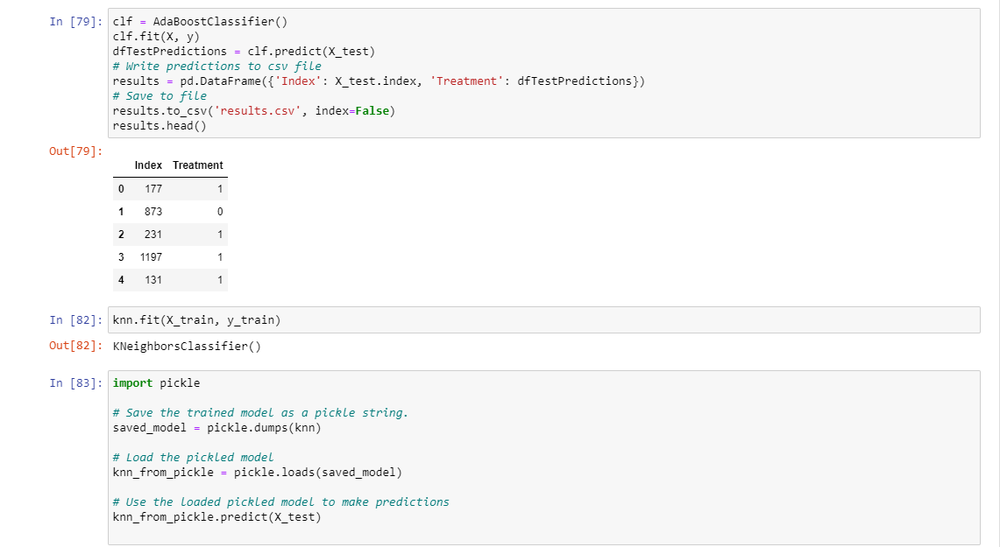 In [79]: clf = AdaBoostClassifier()
clf.fit(X, y)
dfTestPredictions = clf.predict(X_test)
# Write predictions to csv file
results = pd.DataFrame({'Index': X_test.index, 'Treatment': dfTestPredictions})
# Save to file
results.to_csv('results.csv', index=False)
results.head()
Out[79]:
Index Treatment
0 177 1
1 873 0
2 231 1
3 1197 1
4 131 1
In [82]: knn.fit(X_train, y_train)
Out[82]: KNeighborsClassifier()
In [83]: import pickle
# Save the trained model as a pickle string.
saved_model = pickle.dumps(knn)
# Load the pickled model
knn_from_pickle = pickle.loads(saved_model)
# Use the loaded pickled model to make predictions
knn_from_pickle.predict(X_test)